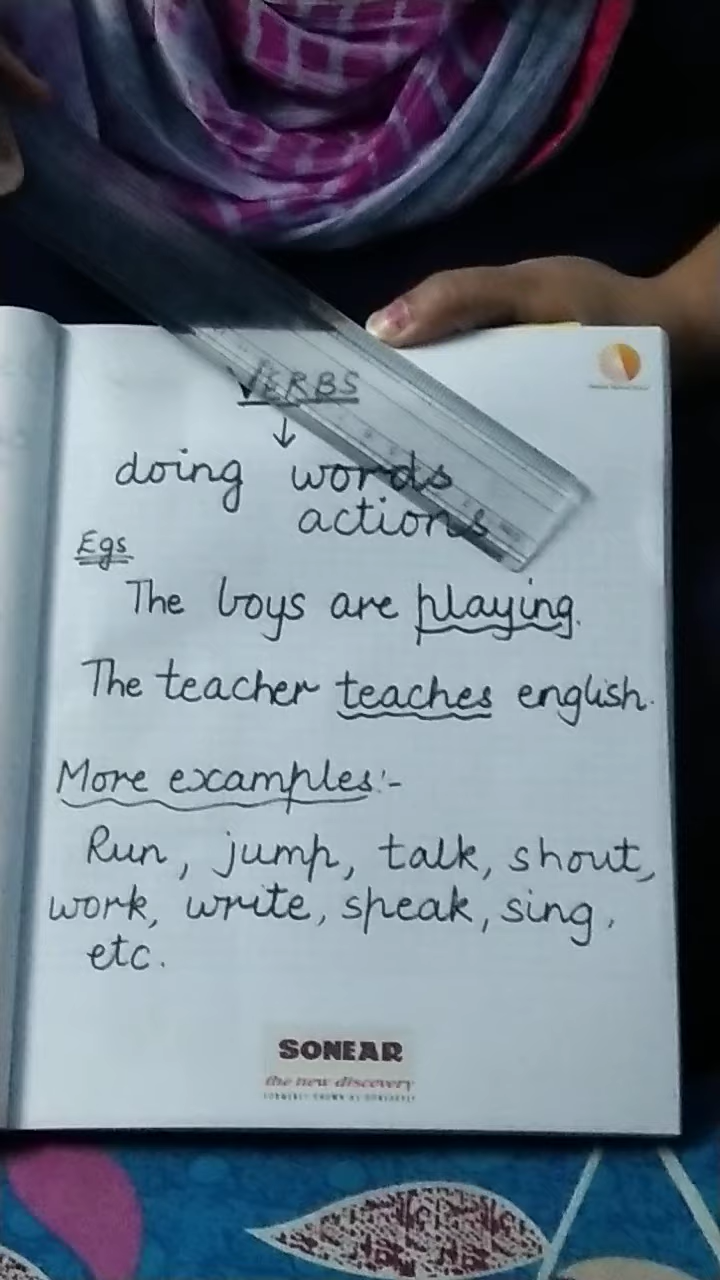 VERBS
↓
doing words
actions
Egs
The boys are playing.
The teacher teaches english.
More examples:-
Run, jump, talk, shout,
work, write, speak, sing,
etc.
SONEAR
the new discovery